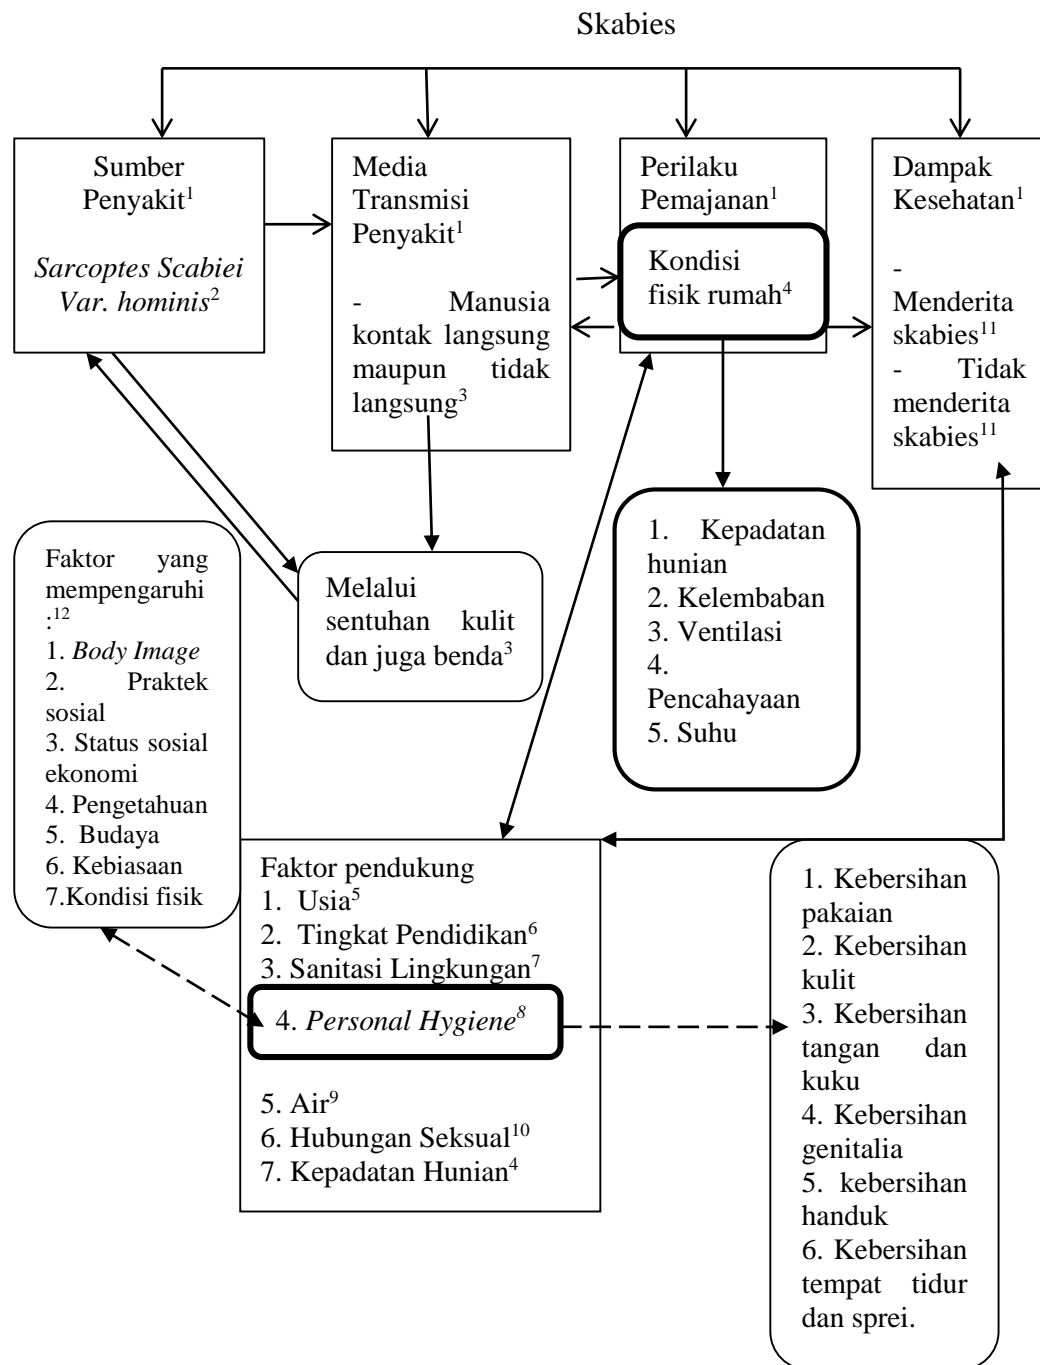 Skabies
Sumber
Penyakit¹
Sarcoptes Scabiei
Var. hominis²
Media
Transmisi
Penyakit¹
- Manusia
kontak langsung
maupun tidak
langsung³
Perilaku
Pemajanan¹
Kondisi
fisik rumah⁴
Dampak
Kesehatan¹
-
Menderita
skabies¹¹
- Tidak
menderita
skabies¹¹
Faktor yang
mempengaruhi
:¹²
1. Body Image
2. Praktek
sosial
3. Status sosial
ekonomi
4. Pengetahuan
5. Budaya
6. Kebiasaan
7.Kondisi fisik
Melalui
sentuhan kulit
dan juga benda³
1. Kepadatan
hunian
2. Kelembaban
3. Ventilasi
4.
Pencahayaan
5. Suhu
Faktor pendukung
1. Usia⁵
2. Tingkat Pendidikan⁶
3. Sanitasi Lingkungan⁷
4. Personal Hygiene⁸
5. Air⁹
6. Hubungan Seksual¹⁰
7. Kepadatan Hunian⁴
1. Kebersihan
pakaian
2. Kebersihan
kulit
3. Kebersihan
tangan dan
kuku
4. Kebersihan
genitalia
5. kebersihan
handuk
6. Kebersihan
tempat tidur
dan sprei.